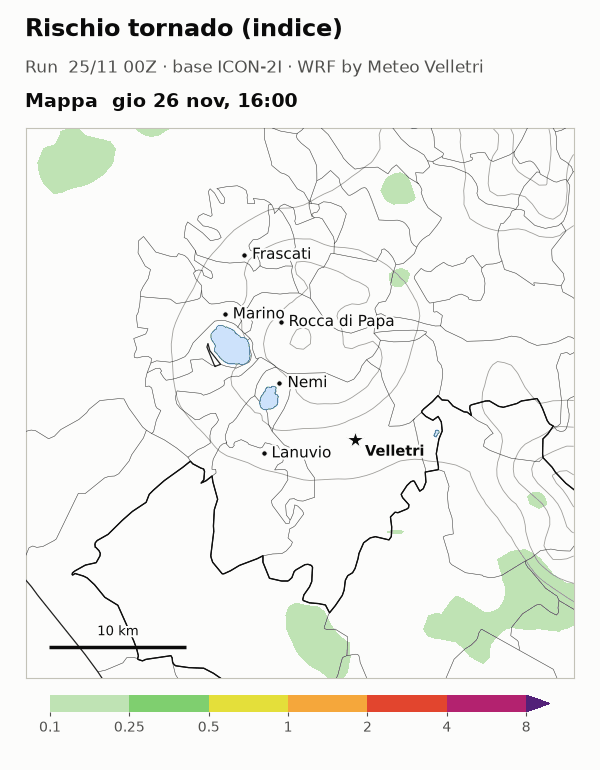 Rischio tornado (indice)
Run  25/11 00Z · base ICON-2I · WRF by Meteo Velletri
Mappa  gio 26 nov, 16:00
Frascati
Marino
Rocca di Papa
Nemi
Velletri
Lanuvio
10 km
0.1 0.25 0.5 1 2 4 8